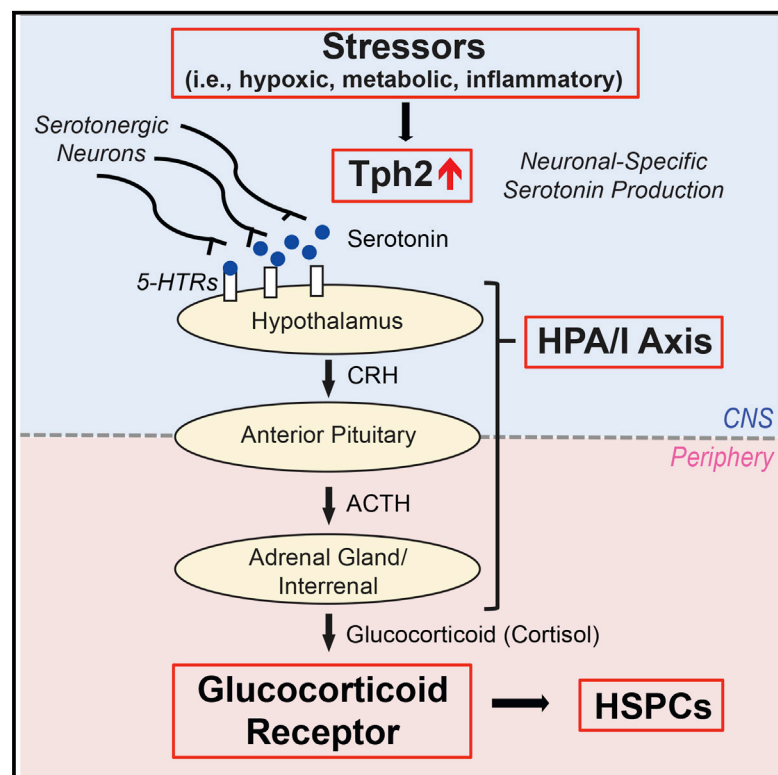 Stressors
(i.e., hypoxic, metabolic, inflammatory)
Serotonergic
Neurons
Tph2
Neuronal-Specific
Serotonin Production
Serotonin
5-HTRs
Hypothalamus
HPA/I Axis
CRH
CNS
Anterior Pituitary
Periphery
ACTH
Adrenal Gland/
Interrenal
Glucocorticoid (Cortisol)
Glucocorticoid
Receptor
HSPCs